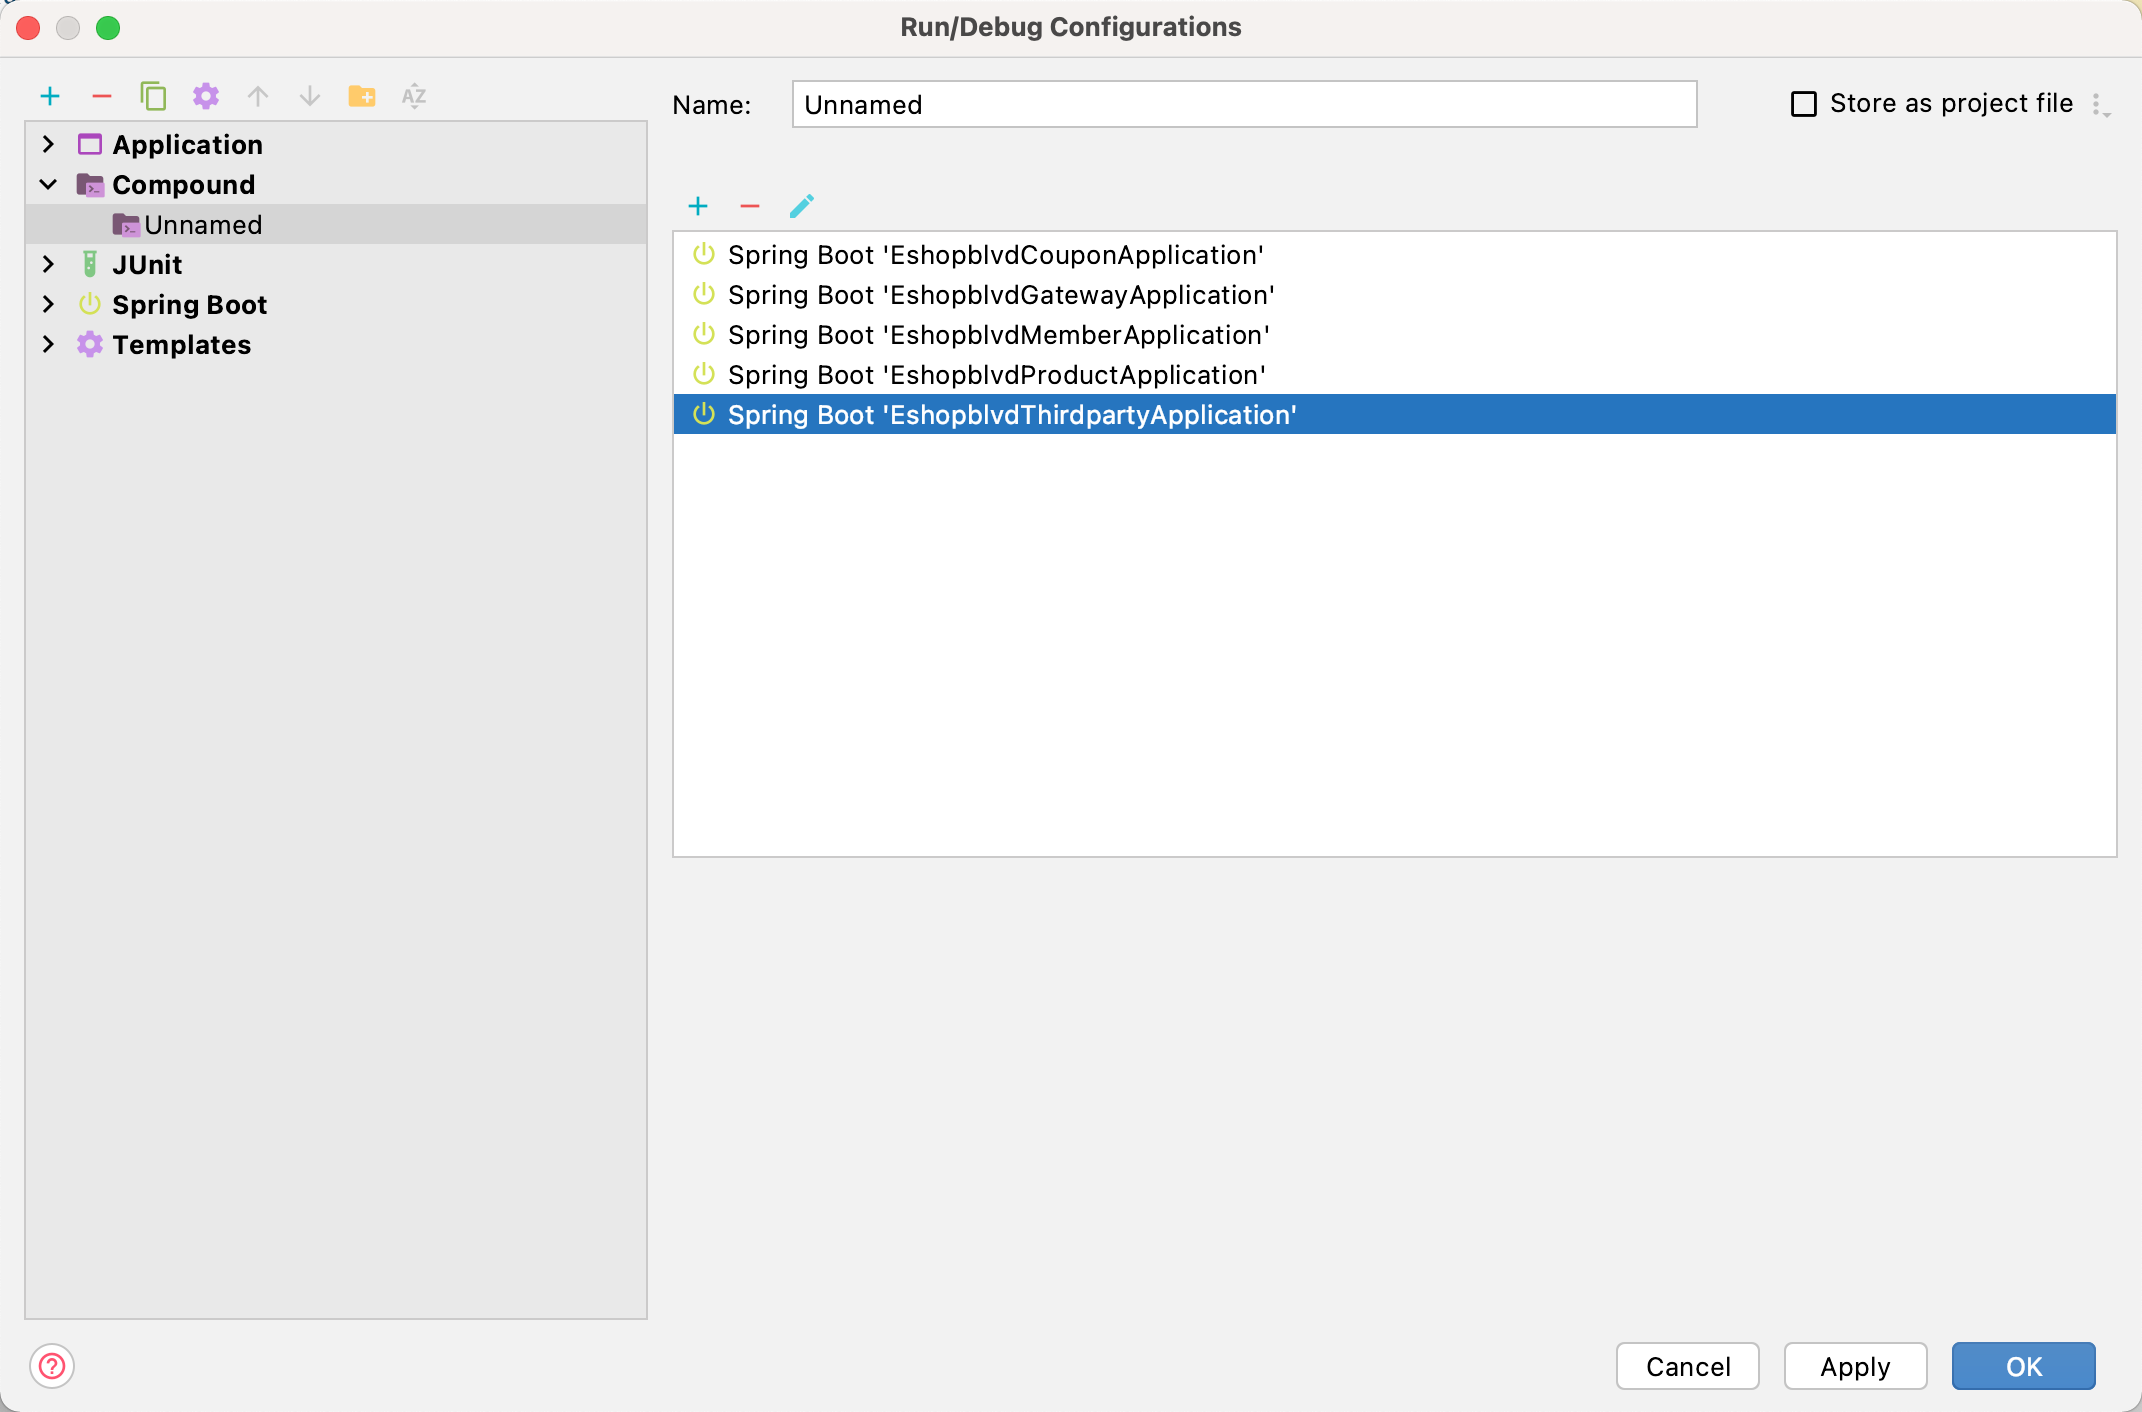 Run/Debug Configurations
AZ
Name:
Unnamed
Store as project file
Application
Compound
Unnamed
JUnit
Spring Boot
Templates
Spring Boot 'EshopblvdCouponApplication'
Spring Boot 'EshopblvdGatewayApplication'
Spring Boot 'EshopblvdMemberApplication'
Spring Boot 'EshopblvdProductApplication'
Spring Boot 'EshopblvdThirdpartyApplication'
?
Cancel
Apply
OK